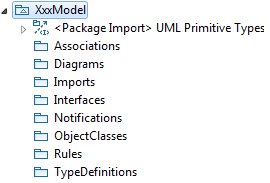 XxxModel
<Package Import> UML Primitive Types
Associations
Diagrams
Imports
Interfaces
Notifications
ObjectClasses
Rules
TypeDefinitions